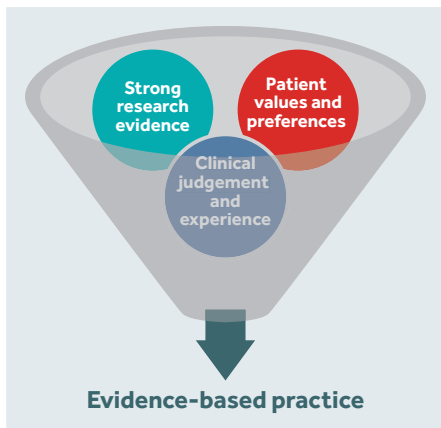 Strong
research
evidence
Patient
values and
preferences
Clinical
judgement
and
experience
Evidence-based practice